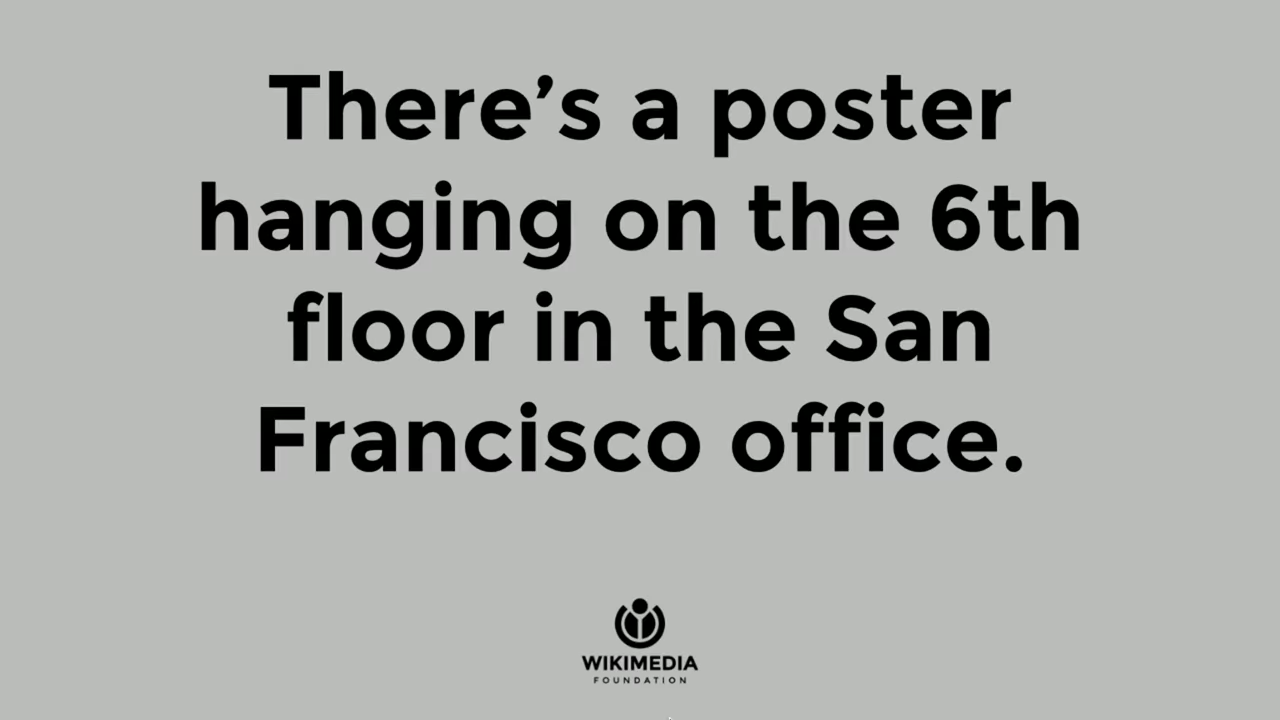 There’s a poster
hanging on the 6th
floor in the San
Francisco office.
WIKIMEDIA
FOUNDATION